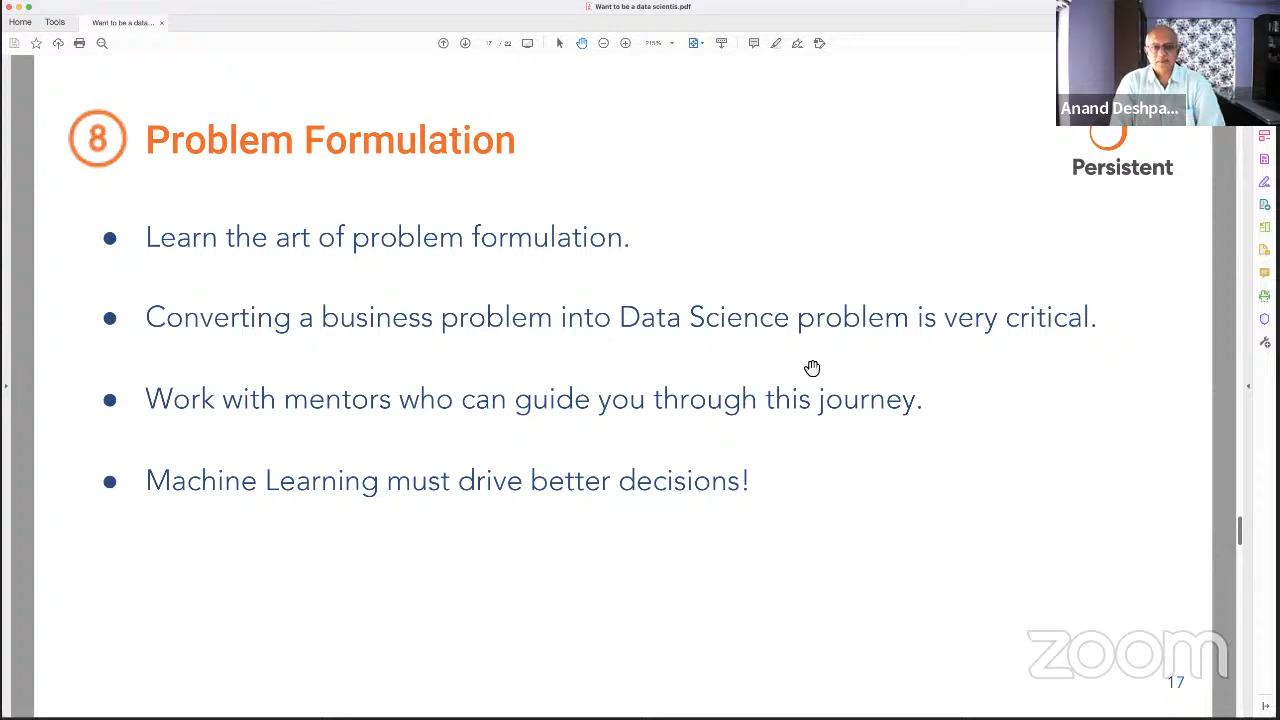 Want to be a data scientis.pdf
Home Tools Want to be a data... ×
17 / 22 215%
Anand Deshpa...
8 Problem Formulation
Persistent
● Learn the art of problem formulation.
● Converting a business problem into Data Science problem is very critical.
● Work with mentors who can guide you through this journey.
● Machine Learning must drive better decisions!
zoom
17